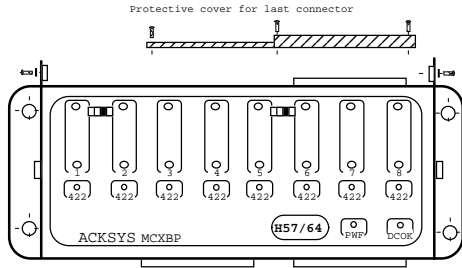 Protective cover for last connector
1 2 3 4 5 6 7 8
422 422 422 422 422 422 422 422
H57/64 PWF DCOK
ACKSYS MCXBP